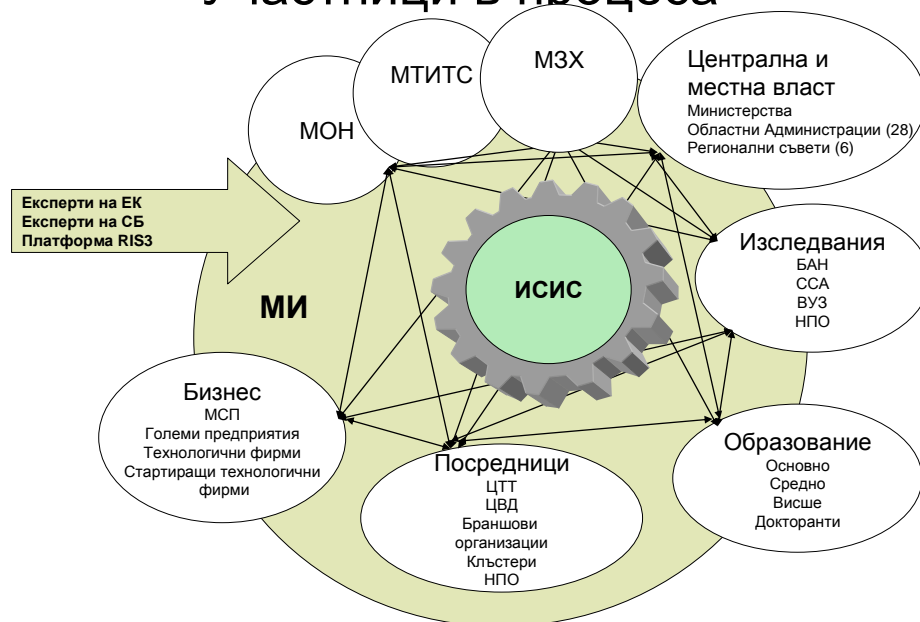 Участници в процеса
МОН
МТИТС
МЗХ
Централна и
местна власт
Министерства
Областни Администрации (28)
Регионални съвети (6)
Експерти на ЕК
Експерти на СБ
Платформа RIS3
МИ
ИСИС
Изследвания
БАН
ССА
ВУЗ
НПО
Бизнес
МСП
Големи предприятия
Технологични фирми
Стартиращи технологични
фирми
Посредници
ЦТТ
ЦВД
Браншови
организации
Клъстери
НПО
Образование
Основно
Средно
Висше
Докторанти